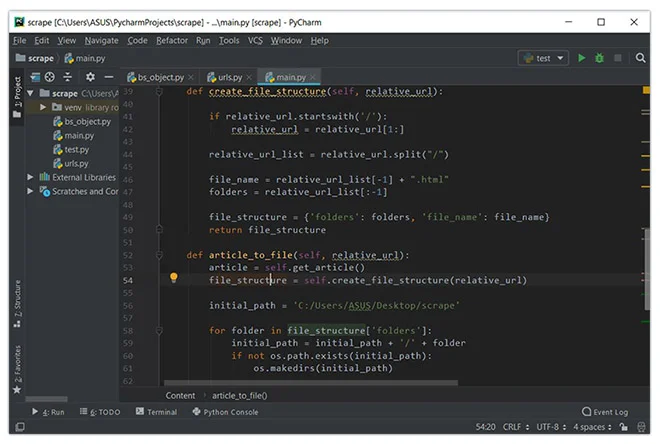 scrape [C:\Users\ASUS\PycharmProjects\scrape] - ...\main.py [scrape] - PyCharm
File Edit View Navigate Code Refactor Run Tools VCS Window Help
scrape main.py test
bs_object.py urls.py main.py
1: Project
scrape C:\Users\A
venv library ro
bs_object.py
main.py
test.py
urls.py
External Libraries
Scratches and Con
7: Structure
2: Favorites
39 def create_file_structure(self, relative_url):
40
41 if relative_url.startswith('/'):
42 relative_url = relative_url[1:]
43
44 relative_url_list = relative_url.split("/")
45
46 file_name = relative_url_list[-1] + ".html"
47 folders = relative_url_list[:-1]
48
49 file_structure = {'folders': folders, 'file_name': file_name}
50 return file_structure
51
52 def article_to_file(self, relative_url):
53 article = self.get_article()
54 file_structure = self.create_file_structure(relative_url)
55
56 initial_path = 'C:/Users/ASUS/Desktop/scrape'
57
58 for folder in file_structure['folders']:
59 initial_path = initial_path + '/' + folder
60 if not os.path.exists(initial_path):
61 os.makedirs(initial_path)
62
Content article_to_file()
4: Run 6: TODO Terminal Python Console Event Log
54:20 CRLF UTF-8 4 spaces